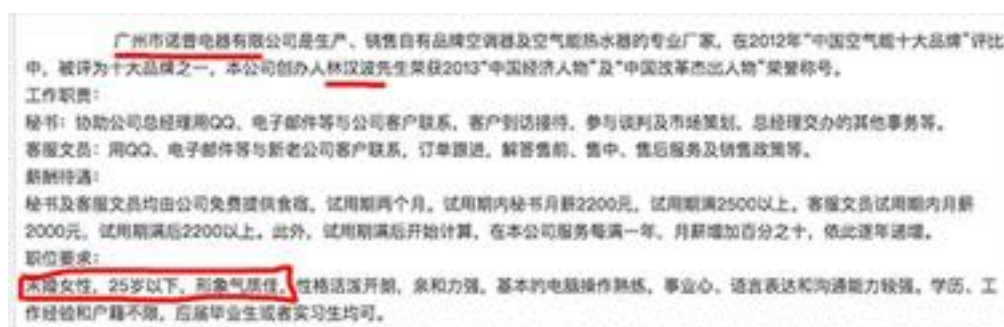 广州市诺普电器有限公司是生产、销售自有品牌空调器及空气能热水器的专业厂家，在2012年“中国空气能十大品牌”评比
中，被评为十大品牌之一，本公司创办人林汉波先生荣获2013“中国经济人物”及“中国改革杰出人物”荣誉称号。
工作职责：
秘书：协助公司总经理用QQ、电子邮件等与公司客户联系，客户到访接待、参与谈判及市场策划、总经理交办的其他事务等。
客服文员：用QQ、电子邮件等与新老公司客户联系，订单跟进，解答售前、售中、售后服务及销售政策等。
薪酬待遇：
秘书及客服文员均由公司免费提供食宿，试用期两个月，试用期内秘书月薪2200元，试用期满2500以上，客服文员试用期内月薪
2000元，试用期满后2200以上，此外，试用期满后开始计算，在本公司服务每满一年，月薪增加百分之十，依此逐年递增。
职位要求：
未婚女性，25岁以下，形象气质佳，性格活泼开朗，亲和力强，基本的电脑操作熟练，事业心、语言表达和沟通能力较强，学历、工
作经验和户籍不限，应届毕业生或者实习生均可。